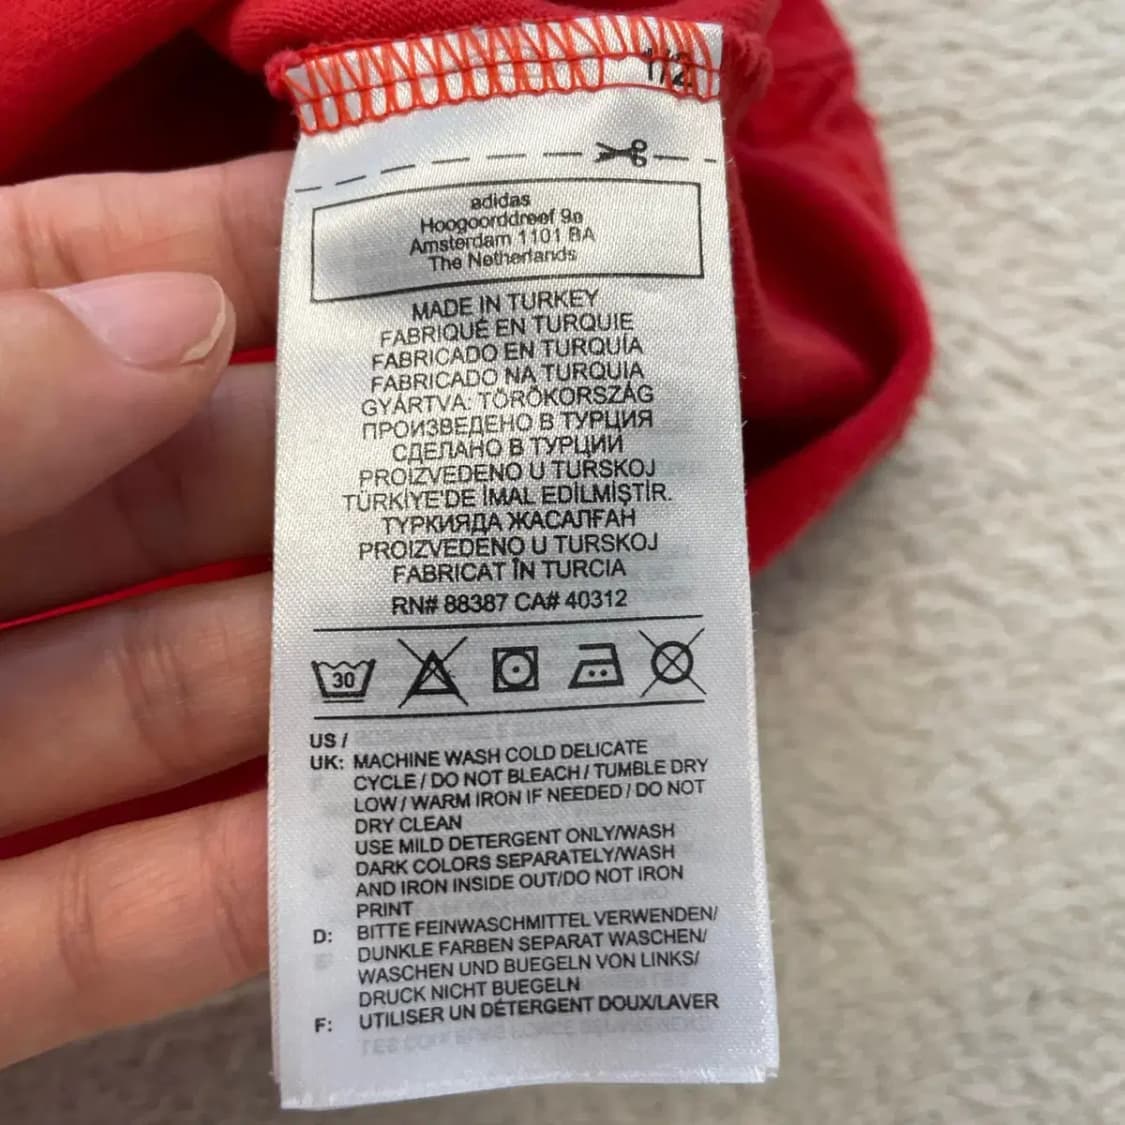 1/2
adidas
Hoogoorddreef 9a
Amsterdam 1101 BA
The Netherlands
MADE IN TURKEY
FABRIQUÉ EN TURQUIE
FABRICADO EN TURQUÍA
FABRICADO NA TURQUIA
GYÁRTVA: TÖRÖKORSZÁG
ПРОИЗВЕДЕНО В ТУРЦИЯ
СДЕЛАНО В ТУРЦИИ
PROIZVEDENO U TURSKOJ
TÜRKİYE'DE İMAL EDİLMİŞTİR.
ТУРКИЯДА ЖАСАЛҒАН
PROIZVEDENO U TURSKOJ
FABRICAT ÎN TURCIA
RN# 88387 CA# 40312
30
US /
UK: MACHINE WASH COLD DELICATE
CYCLE / DO NOT BLEACH / TUMBLE DRY
LOW / WARM IRON IF NEEDED / DO NOT
DRY CLEAN
USE MILD DETERGENT ONLY/WASH
DARK COLORS SEPARATELY/WASH
AND IRON INSIDE OUT/DO NOT IRON
PRINT
D: BITTE FEINWASCHMITTEL VERWENDEN/
DUNKLE FARBEN SEPARAT WASCHEN/
WASCHEN UND BUEGELN VON LINKS/
DRUCK NICHT BUEGELN
F: UTILISER UN DÉTERGENT DOUX/LAVER